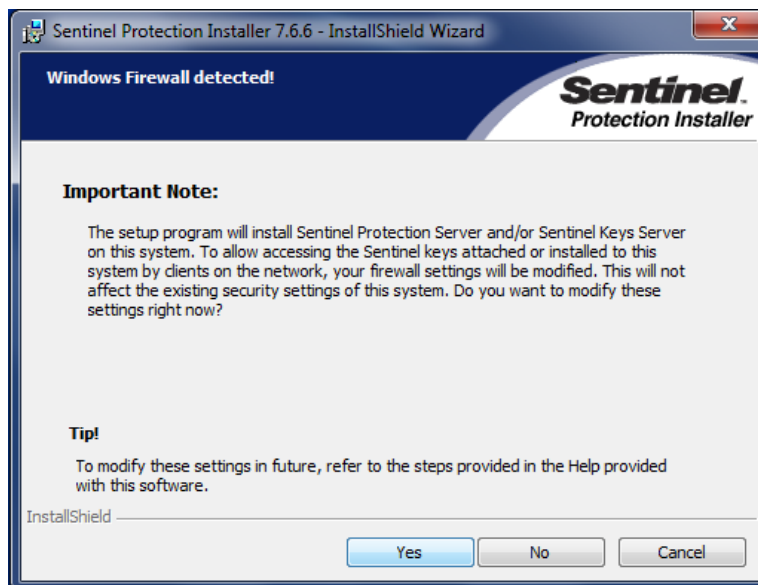 Sentinel Protection Installer 7.6.6 - InstallShield Wizard
Windows Firewall detected!
Sentinel.
Protection Installer
Important Note:
The setup program will install Sentinel Protection Server and/or Sentinel Keys Server
on this system. To allow accessing the Sentinel keys attached or installed to this
system by clients on the network, your firewall settings will be modified. This will not
affect the existing security settings of this system. Do you want to modify these
settings right now?
Tip!
To modify these settings in future, refer to the steps provided in the Help provided
with this software.
InstallShield
Yes No Cancel